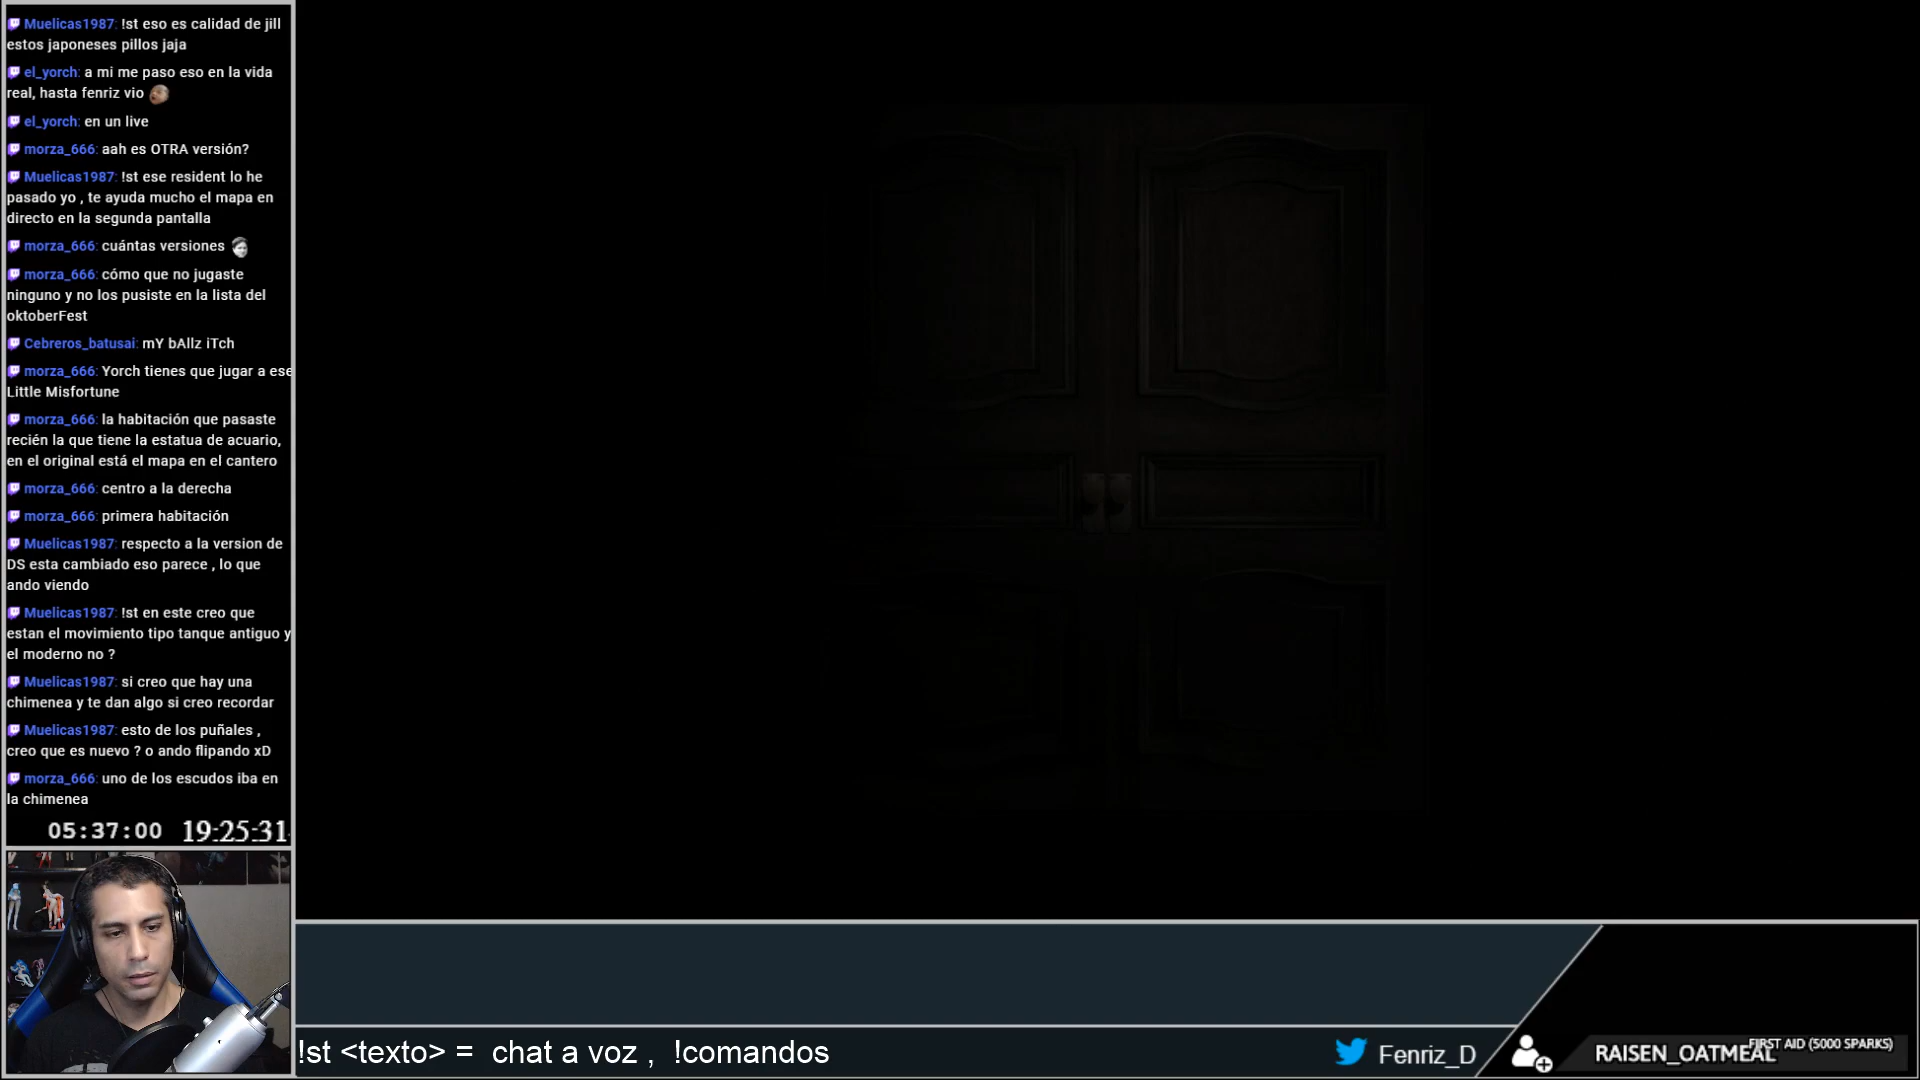 Muelicas1987: !st eso es calidad de jill
estos japoneses pillos jaja
el_yorch: a mi me paso eso en la vida
real, hasta fenriz vio
el_yorch: en un live
morza_666: aah es OTRA versión?
Muelicas1987: !st ese resident lo he
pasado yo , te ayuda mucho el mapa en
directo en la segunda pantalla
morza_666: cuántas versiones
morza_666: cómo que no jugaste
ninguno y no los pusiste en la lista del
oktoberFest
Cebreros_batusai: mY bAllz iTch
morza_666: Yorch tienes que jugar a ese
Little Misfortune
morza_666: la habitación que pasaste
recién la que tiene la estatua de acuario,
en el original está el mapa en el cantero
morza_666: centro a la derecha
morza_666: primera habitación
Muelicas1987: respecto a la version de
DS esta cambiado eso parece , lo que
ando viendo
Muelicas1987: !st en este creo que
estan el movimiento tipo tanque antiguo y
el moderno no ?
Muelicas1987: si creo que hay una
chimenea y te dan algo si creo recordar
Muelicas1987: esto de los puñales ,
creo que es nuevo ? o ando flipando xD
morza_666: uno de los escudos iba en
la chimenea
05:37:00 19:25:31
!st <texto> = chat a voz , !comandos
Fenriz_D
RAISEN_OATMEAL
FIRST AID (5000 SPARKS)